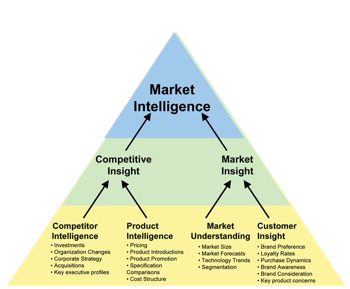 Market
Intelligence
Competitive
Insight
Market
Insight
Competitor
Intelligence
• Investments
• Organization Changes
• Corporate Strategy
• Acquisitions
• Key executive profiles
Product
Intelligence
• Pricing
• Product Introductions
• Product Promotion
• Specification
Comparisons
• Cost Structure
Market
Understanding
• Market Size
• Market Forecasts
• Technology Trends
• Segmentation
Customer
Insight
• Brand Preference
• Loyalty Rates
• Purchase Dynamics
• Brand Awareness
• Brand Consideration
• Key product concerns